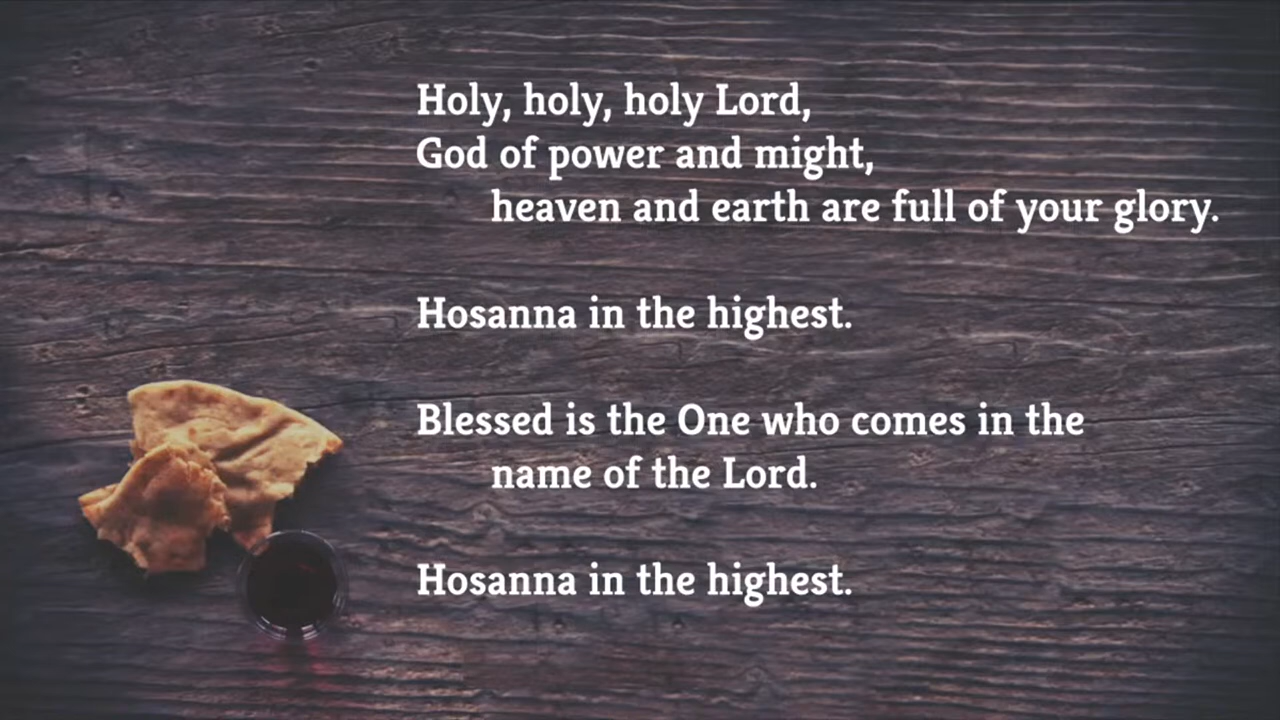 Holy, holy, holy Lord,
God of power and might,
heaven and earth are full of your glory.
Hosanna in the highest.
Blessed is the One who comes in the
name of the Lord.
Hosanna in the highest.